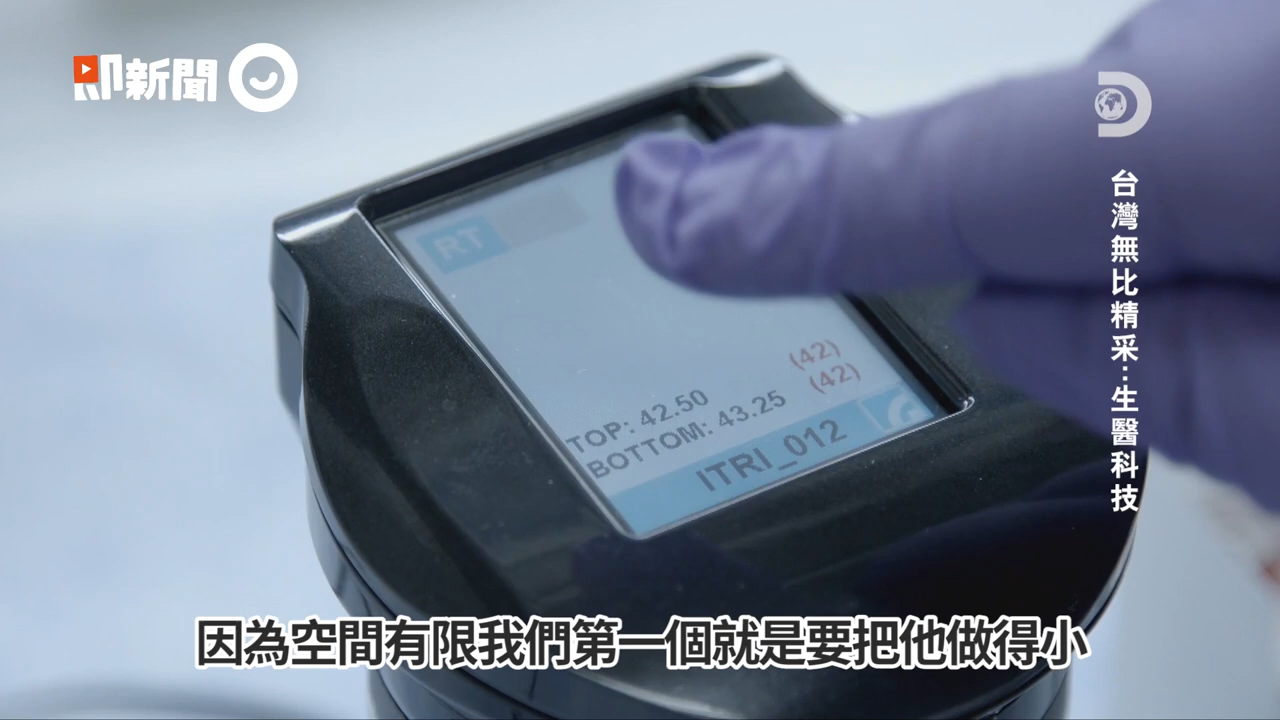 即新聞
台灣無比精采:生醫科技
RT
(42)
(42)
TOP: 42.50
BOTTOM: 43.25
ITRI_012
因為空間有限我們第一個就是要把他做得小